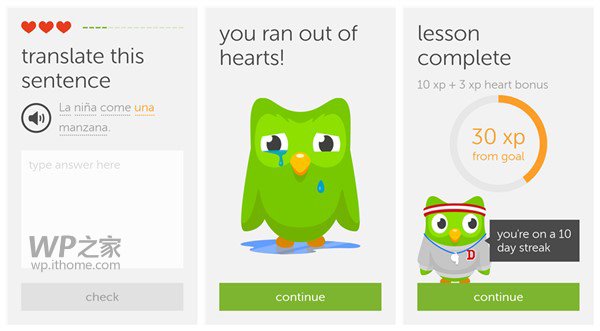 translate this
sentence
La niña come una
manzana.
type answer here
WP之家
wp.ithome.com
check
you ran out of
hearts!
continue
lesson
complete
10 xp + 3 xp heart bonus
30 xp
from goal
D
you're on a 10
day streak
continue